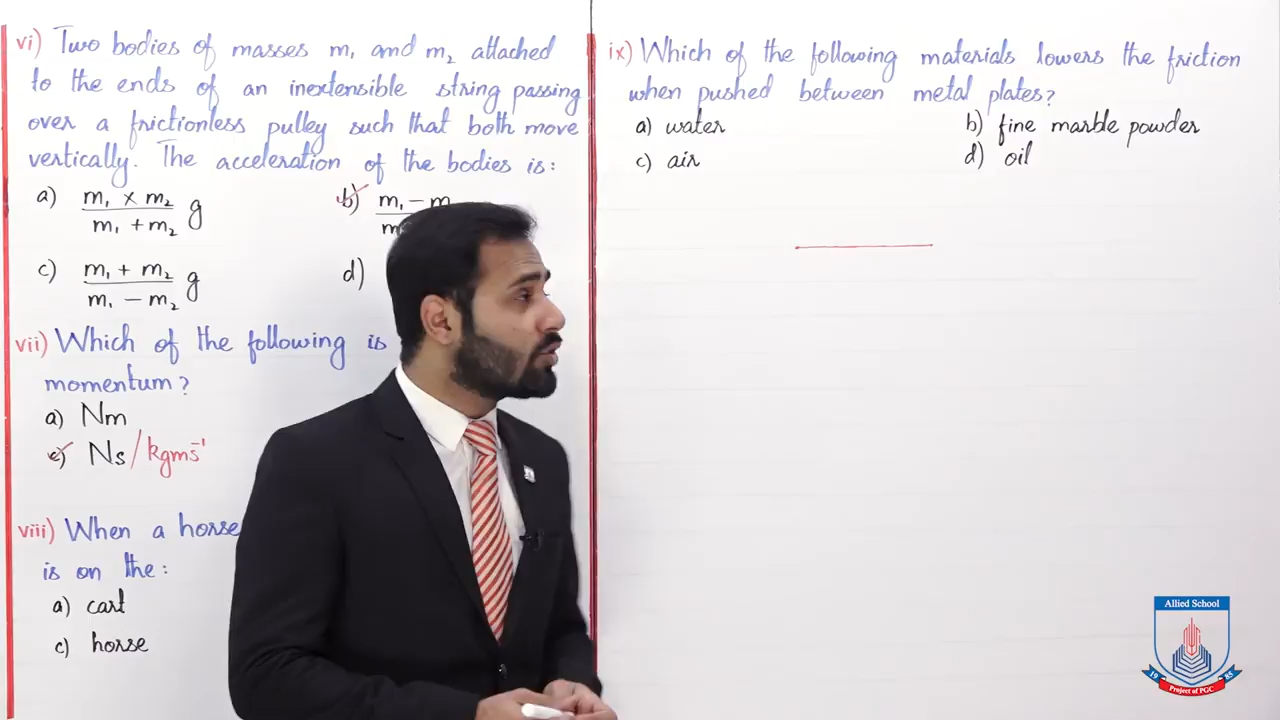 vi) Two bodies of masses m₁ and m₂ attached
to the ends of an inextensible string passing
over a frictionless pulley such that both move
vertically. The acceleration of the bodies is:
a) m₁ × m₂ / m₁ + m₂ g
b) m₁ - m
c) m₁ + m₂ / m₁ - m₂ g
d)
vii) Which of the following is
momentum?
a) Nm
c) Ns / kgms⁻¹
viii) When a horse
is on the:
a) cart
c) horse
ix) Which of the following materials lowers the friction
when pushed between metal plates?
a) water
b) fine marble powder
c) air
d) oil
Allied School
19 85
Project of PGC